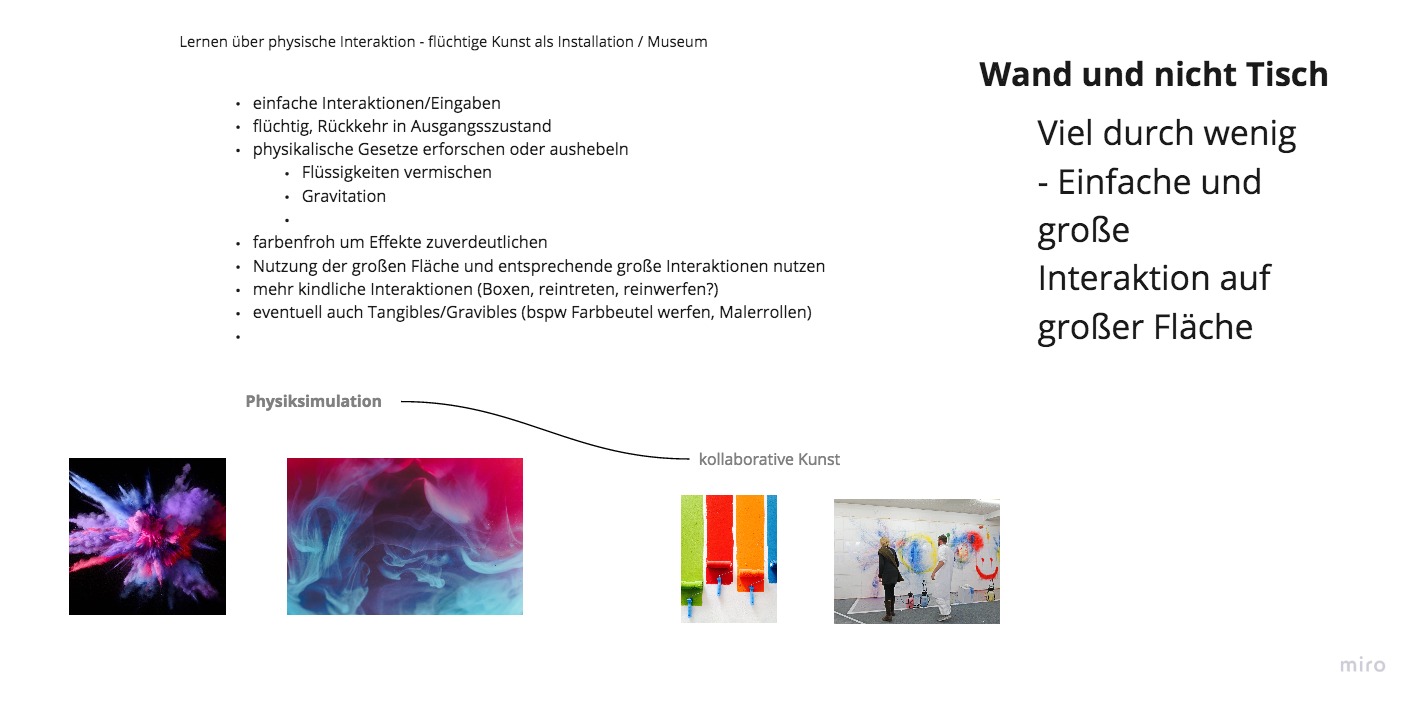 Lernen über physische Interaktion - flüchtige Kunst als Installation / Museum
• einfache Interaktionen/Eingaben
• flüchtig, Rückkehr in Ausgangsszustand
• physikalische Gesetze erforschen oder aushebeln
• Flüssigkeiten vermischen
• Gravitation
•
• farbenfroh um Effekte zuverdeutlichen
• Nutzung der großen Fläche und entsprechende große Interaktionen nutzen
• mehr kindliche Interaktionen (Boxen, reintreten, reinwerfen?)
• eventuell auch Tangibles/Gravibles (bspw Farbbeutel werfen, Malerrollen)
•
Wand und nicht Tisch
Viel durch wenig
- Einfache und
große
Interaktion auf
großer Fläche
Physiksimulation
kollaborative Kunst
miro